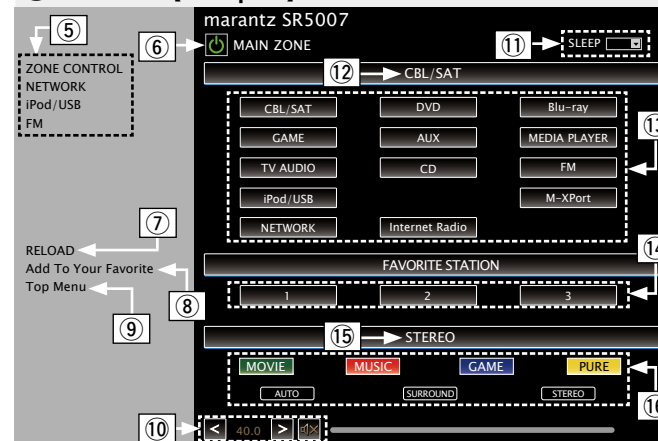 marantz SR5007
⑤
⑥ MAIN ZONE
⑪ SLEEP
ZONE CONTROL
NETWORK
iPod/USB
FM
⑫ CBL/SAT
CBL/SAT DVD Blu-ray
⑬
GAME AUX MEDIA PLAYER
TV AUDIO CD FM
iPod/USB M-XPort
NETWORK Internet Radio
⑦
RELOAD
Add To Your Favorite
Top Menu
⑧
⑨
FAVORITE STATION
⑭
1 2 3
⑮ STEREO
MOVIE MUSIC GAME PURE
AUTO SURROUND STEREO
⑯
⑩ < 40.0 >